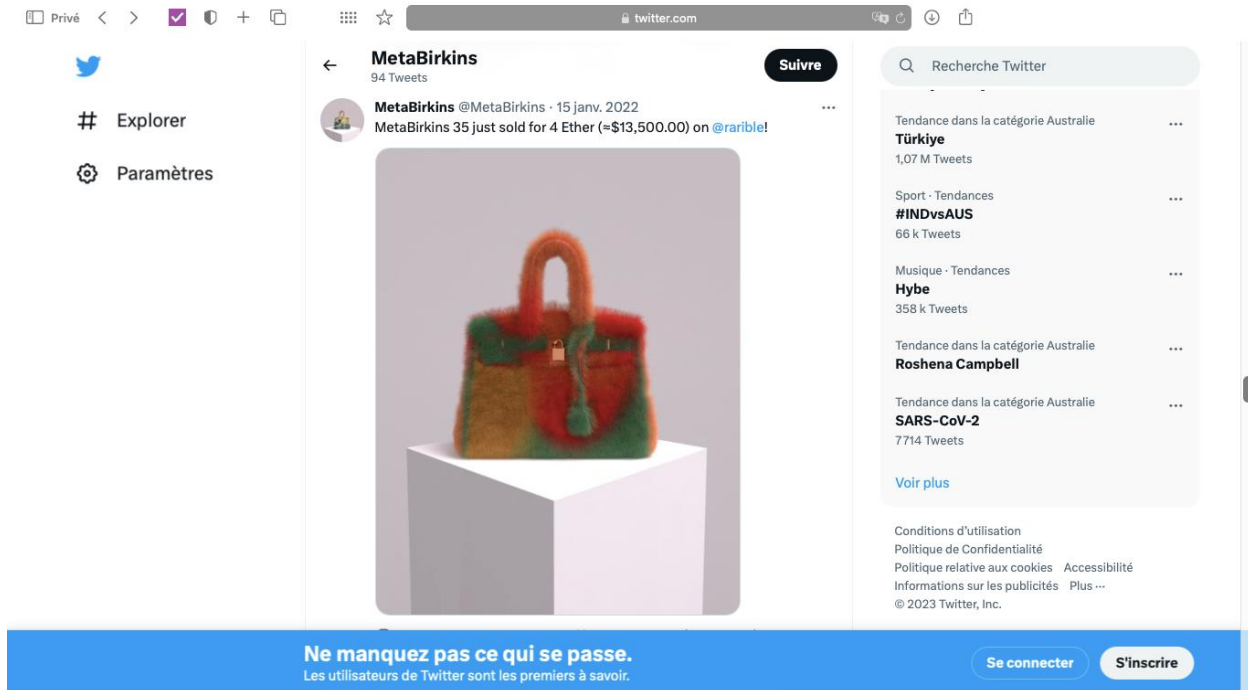 Privé
twitter.com
Explorer
Paramètres
MetaBirkins
94 Tweets
Suivre
MetaBirkins @MetaBirkins · 15 janv. 2022
MetaBirkins 35 just sold for 4 Ether (≈$13,500.00) on @rarible!
Recherche Twitter
Tendance dans la catégorie Australie
Türkiye
1,07 M Tweets
Sport · Tendances
#INDvsAUS
66 k Tweets
Musique · Tendances
Hybe
358 k Tweets
Tendance dans la catégorie Australie
Roshena Campbell
Tendance dans la catégorie Australie
SARS-CoV-2
7714 Tweets
Voir plus
Conditions d'utilisation
Politique de Confidentialité
Politique relative aux cookies Accessibilité
Informations sur les publicités Plus ···
© 2023 Twitter, Inc.
Ne manquez pas ce qui se passe.
Les utilisateurs de Twitter sont les premiers à savoir.
Se connecter
S'inscrire